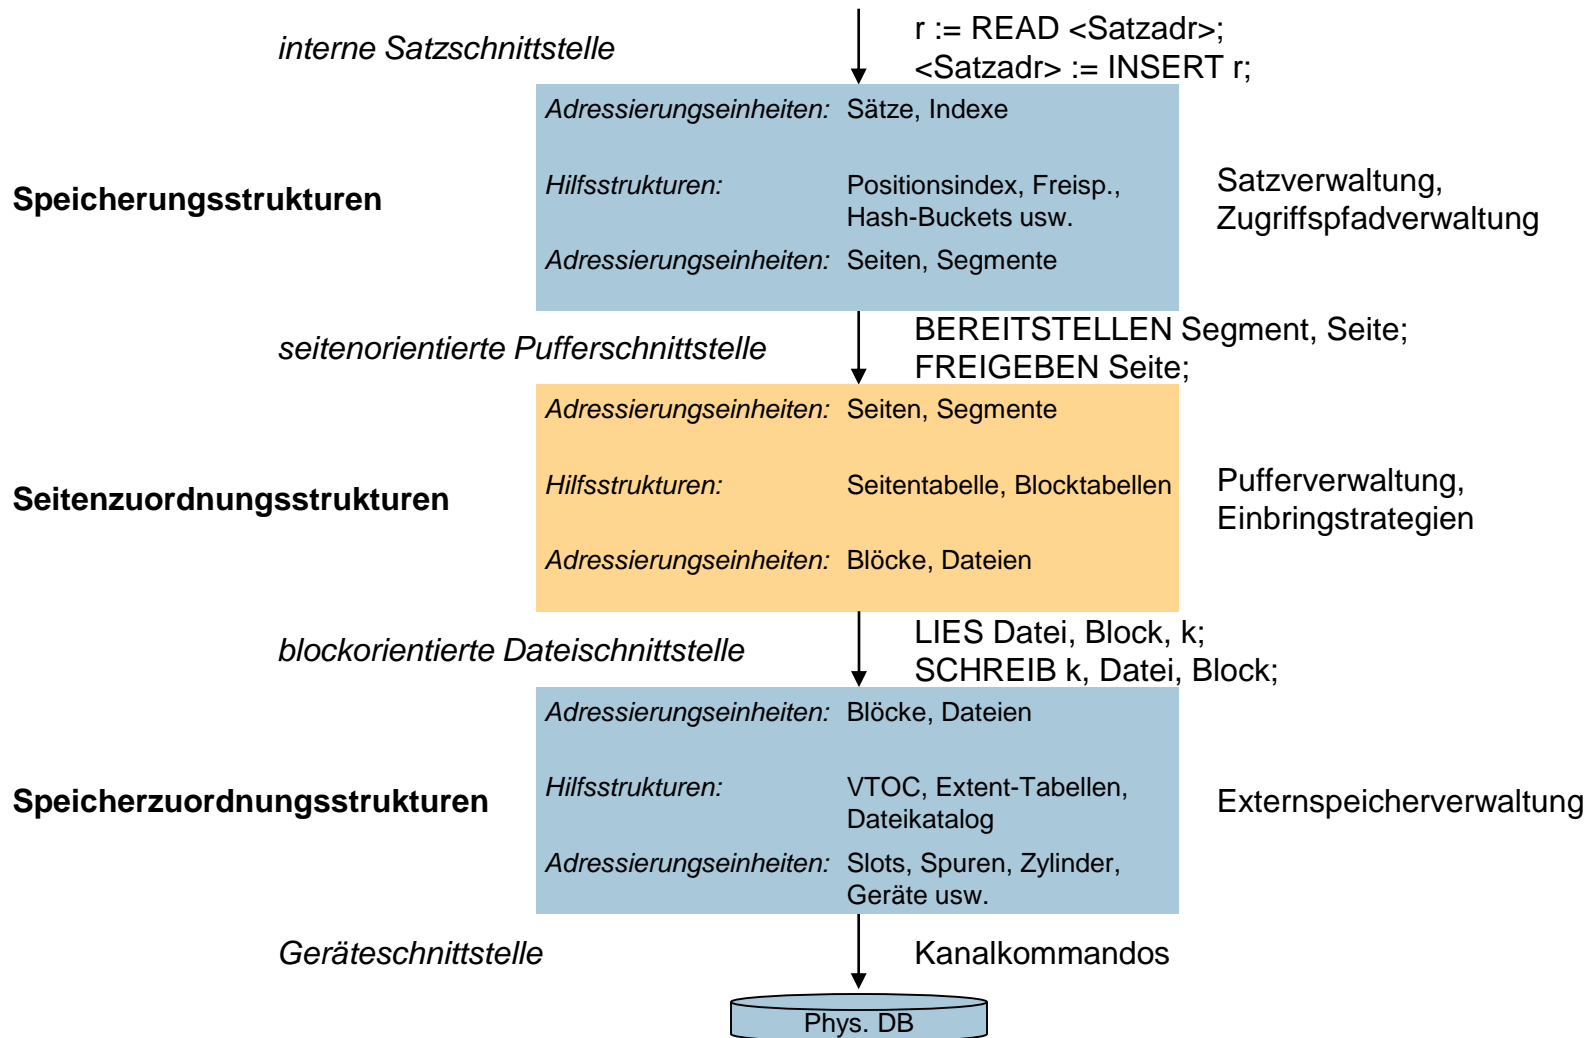 interne Satzschnittstelle
r := READ <Satzadr>;
<Satzadr> := INSERT r;
Adressierungseinheiten: Sätze, Indexe
Speicherungsstrukturen
Hilfsstrukturen: Positionsindex, Freisp.,
Hash-Buckets usw.
Satzverwaltung,
Zugriffspfadverwaltung
Adressierungseinheiten: Seiten, Segmente
seitenorientierte Pufferschnittstelle
BEREITSTELLEN Segment, Seite;
FREIGEBEN Seite;
Adressierungseinheiten: Seiten, Segmente
Seitenzuordnungsstrukturen
Hilfsstrukturen: Seitentabelle, Blocktabellen
Pufferverwaltung,
Einbringstrategien
Adressierungseinheiten: Blöcke, Dateien
blockorientierte Dateischnittstelle
LIES Datei, Block, k;
SCHREIB k, Datei, Block;
Adressierungseinheiten: Blöcke, Dateien
Speicherzuordnungsstrukturen
Hilfsstrukturen: VTOC, Extent-Tabellen,
Dateikatalog
Externspeicherverwaltung
Adressierungseinheiten: Slots, Spuren, Zylinder,
Geräte usw.
Geräteschnittstelle
Kanalkommandos
Phys. DB